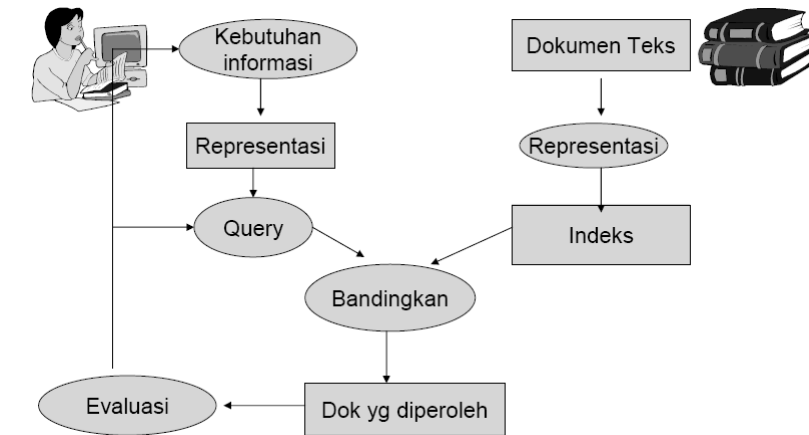 Kebutuhan
informasi
Dokumen Teks
Representasi
Representasi
Query
Indeks
Bandingkan
Evaluasi
Dok yg diperoleh